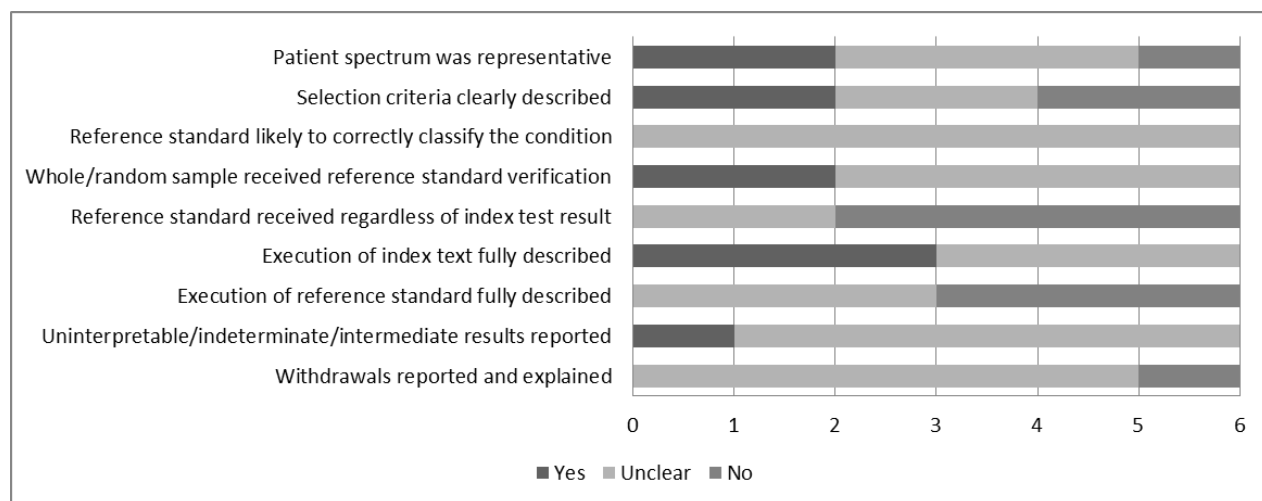 Patient spectrum was representative
Selection criteria clearly described
Reference standard likely to correctly classify the condition
Whole/random sample received reference standard verification
Reference standard received regardless of index test result
Execution of index text fully described
Execution of reference standard fully described
Uninterpretable/indeterminate/intermediate results reported
Withdrawals reported and explained
0 1 2 3 4 5 6
Yes Unclear No